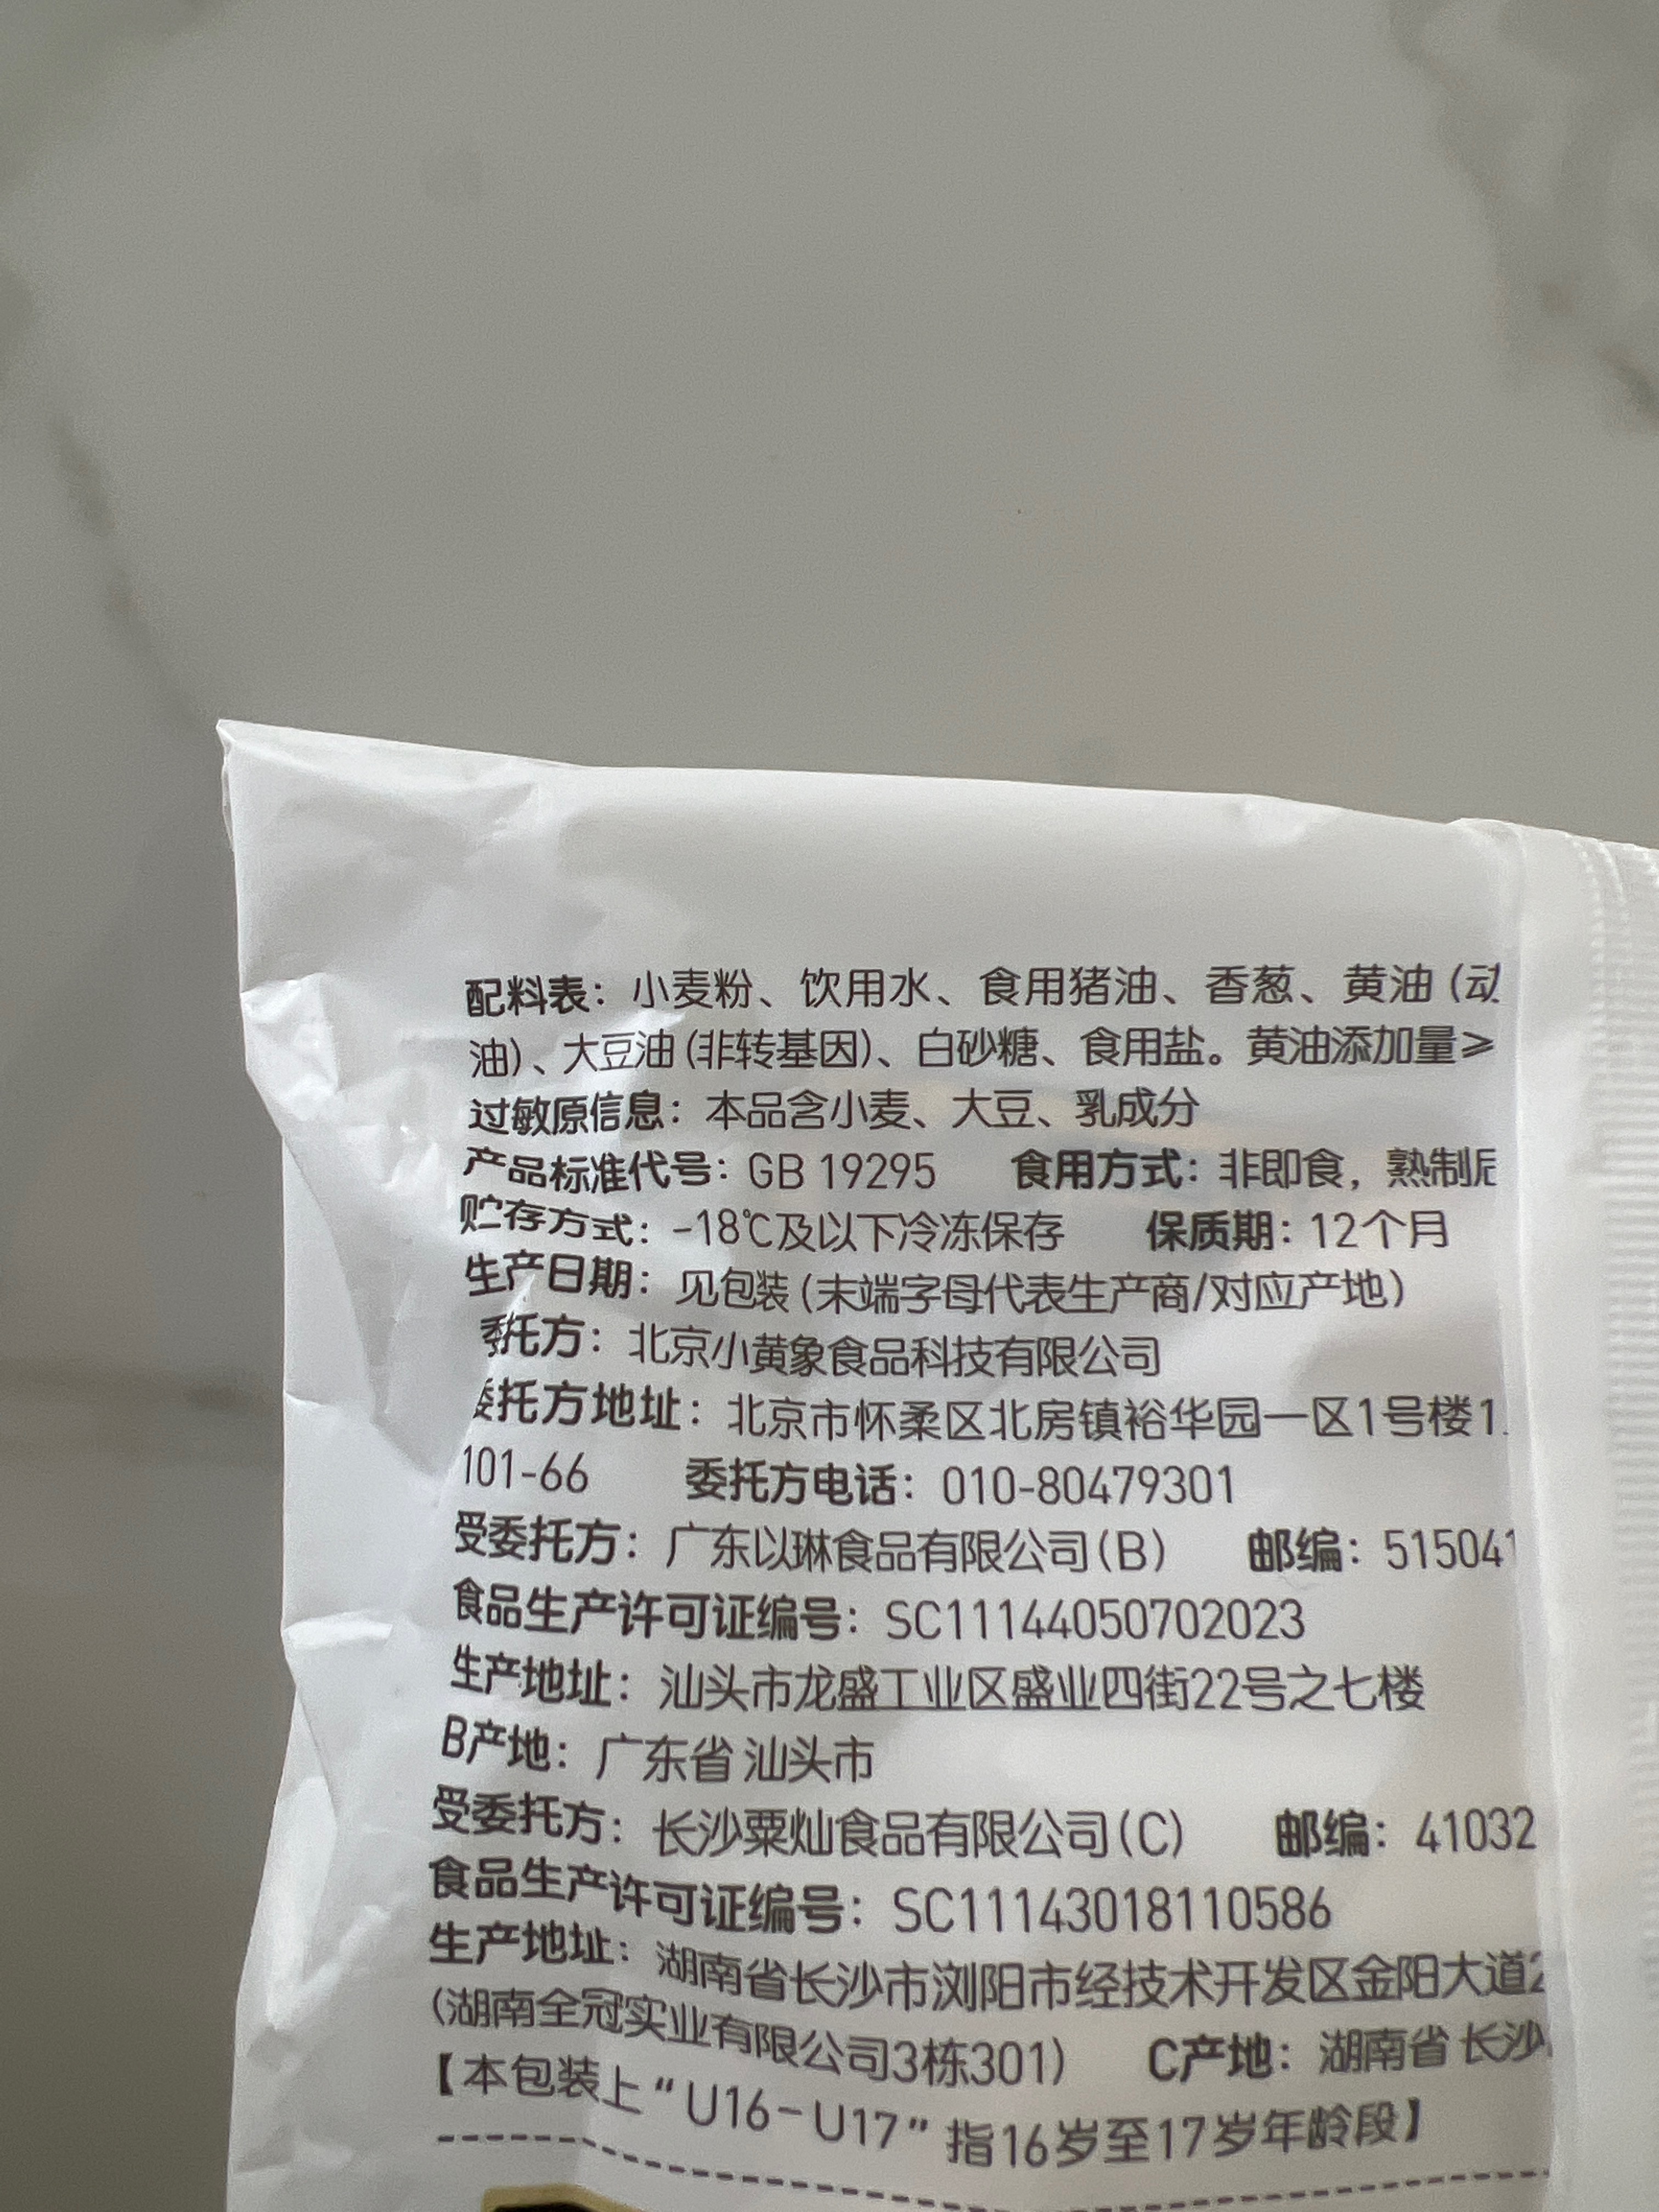 配料表：小麦粉、饮用水、食用猪油、香葱、黄油（动
油）、大豆油（非转基因）、白砂糖、食用盐。黄油添加量≥
过敏原信息：本品含小麦、大豆、乳成分
产品标准代号：GB 19295 食用方式：非即食，熟制后
贮存方式：-18℃及以下冷冻保存 保质期：12个月
生产日期：见包装（末端字母代表生产商/对应产地）
委托方：北京小黄象食品科技有限公司
委托方地址：北京市怀柔区北房镇裕华园一区1号楼1
101-66 委托方电话：010-80479301
受委托方：广东以琳食品有限公司（B） 邮编：515041
食品生产许可证编号：SC11144050702023
生产地址：汕头市龙盛工业区盛业四街22号之七楼
B产地：广东省 汕头市
受委托方：长沙粟灿食品有限公司（C） 邮编：41032
食品生产许可证编号：SC11143018110586
生产地址：湖南省长沙市浏阳市经技术开发区金阳大道2
（湖南全冠实业有限公司3栋301） C产地：湖南省 长沙
【本包装上“U16-U17”指16岁至17岁年龄段】